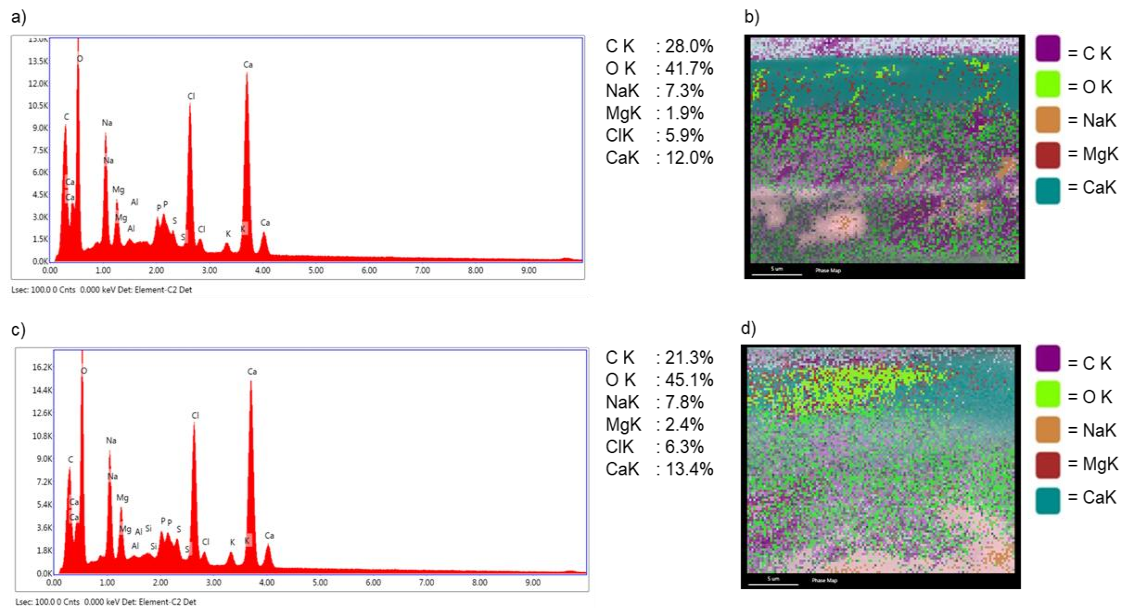 a)
15.0K
13.5K
12.0K
10.5K
9.0K
7.5K
6.0K
4.5K
3.0K
1.5K
0.0K
O
C
Ca
Ca
Na
Na
Mg
Mg
Al
Al
P
P
S
S
Cl
Cl
K
K
Ca
Ca
0.00 1.00 2.00 3.00 4.00 5.00 6.00 7.00 8.00 9.00
Lsec: 100.0 0 Cnts 0.000 keV Det: Element-C2 Det
C K : 28.0%
O K : 41.7%
NaK : 7.3%
MgK : 1.9%
ClK : 5.9%
CaK : 12.0%
b)
5 um
Phase Map
= C K
= O K
= NaK
= MgK
= CaK
c)
16.2K
14.4K
12.6K
10.8K
9.0K
7.2K
5.4K
3.6K
1.8K
0.0K
O
C
Ca
Ca
Na
Na
Mg
Mg
Al
Al
Si
Si
P
P
S
S
Cl
Cl
K
K
Ca
Ca
0.00 1.00 2.00 3.00 4.00 5.00 6.00 7.00 8.00 9.00
Lsec: 100.0 0 Cnts 0.000 keV Det: Element-C2 Det
C K : 21.3%
O K : 45.1%
NaK : 7.8%
MgK : 2.4%
ClK : 6.3%
CaK : 13.4%
d)
5 um
Phase Map
= C K
= O K
= NaK
= MgK
= CaK